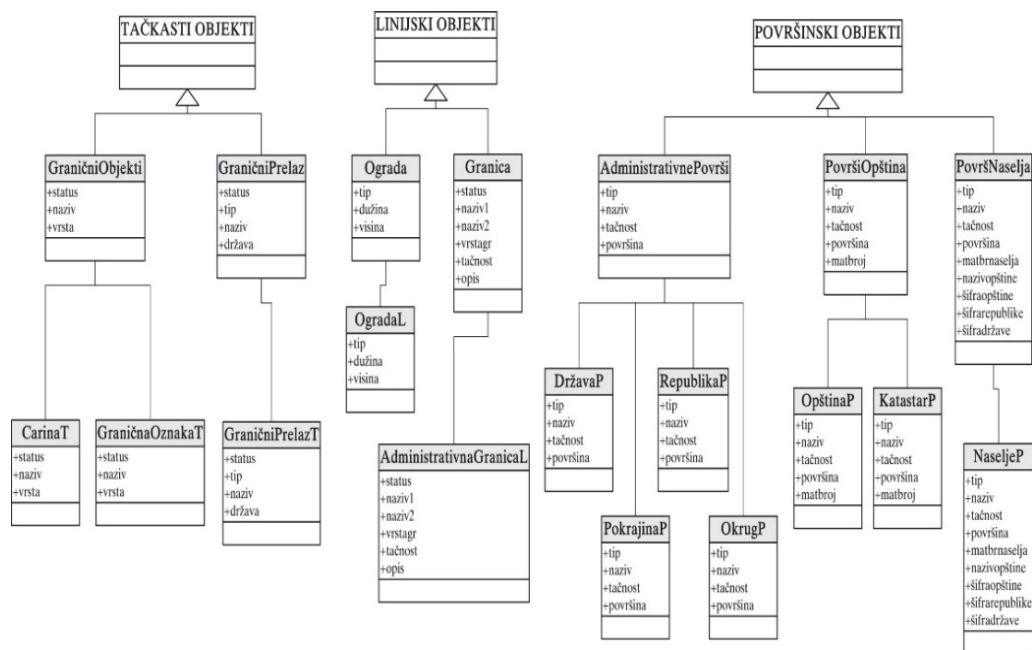 TAČKASTI OBJEKTI
LINIJSKI OBJEKTI
POVRŠINSKI OBJEKTI
GraničniObjekti
+status
+naziv
+vrsta
GraničniPrelaz
+status
+tip
+naziv
+država
Ograda
+tip
+dužina
+visina
Granica
+status
+naziv1
+naziv2
+vrstagr
+tačnost
+opis
AdministrativnePovrši
+tip
+naziv
+tačnost
+površina
PovršiOpština
+tip
+naziv
+tačnost
+površina
+matbroj
PovršNaselja
+tip
+naziv
+tačnost
+površina
+matbrnaselja
+nazivopštine
+šifraopštine
+šifrarepublike
+šifradržave
CarinaT
+status
+naziv
+vrsta
GraničnaOznakaT
+status
+naziv
+vrsta
GraničniPrelazT
+status
+tip
+naziv
+država
OgradaL
+tip
+dužina
+visina
AdministrativnaGranicaL
+status
+naziv1
+naziv2
+vrstagr
+tačnost
+opis
DržavaP
+tip
+naziv
+tačnost
+površina
RepublikaP
+tip
+naziv
+tačnost
+površina
PokrajinaP
+tip
+naziv
+tačnost
+površina
OkrugP
+tip
+naziv
+tačnost
+površina
OpštinaP
+tip
+naziv
+tačnost
+površina
+matbroj
KatastarP
+tip
+naziv
+tačnost
+površina
+matbroj
NaseljeP
+tip
+naziv
+tačnost
+površina
+matbrnaselja
+nazivopštine
+šifraopštine
+šifrarepublike
+šifradržave